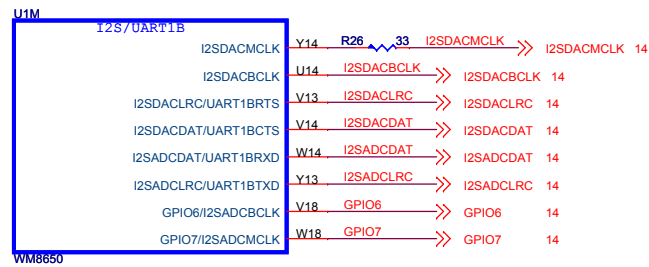 U1M
I2S/UART1B
I2SDACMCLK Y14 R26 33 I2SDACMCLK I2SDACMCLK 14
I2SDACBCLK U14 I2SDACBCLK I2SDACBCLK 14
I2SDACLRC/UART1BRTS V13 I2SDACLRC I2SDACLRC 14
I2SDACDAT/UART1BCTS V14 I2SDACDAT I2SDACDAT 14
I2SADCDAT/UART1BRXD W14 I2SADCDAT I2SADCDAT 14
I2SADCLRC/UART1BTXD Y13 I2SADCLRC I2SADCLRC 14
GPIO6/I2SADCBCLK V18 GPIO6 GPIO6 14
GPIO7/I2SADCMCLK W18 GPIO7 GPIO7 14
WM8650